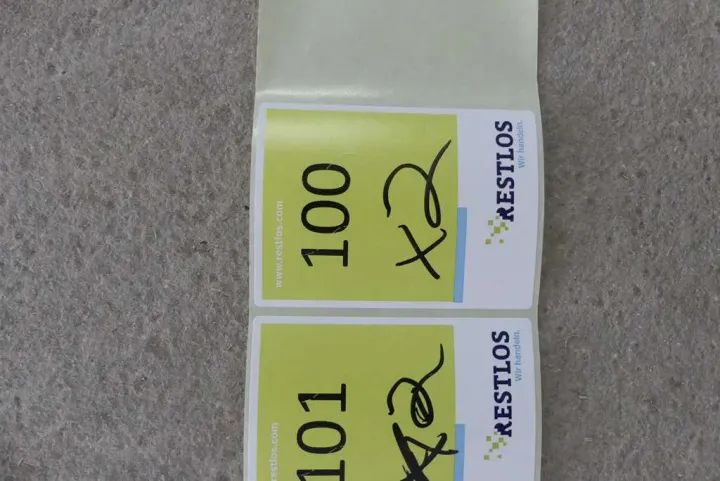 RESTLOS
Wir handeln.
x2
100
www.restlos.com
RESTLOS
Wir handeln.
x2
101
restlos.com